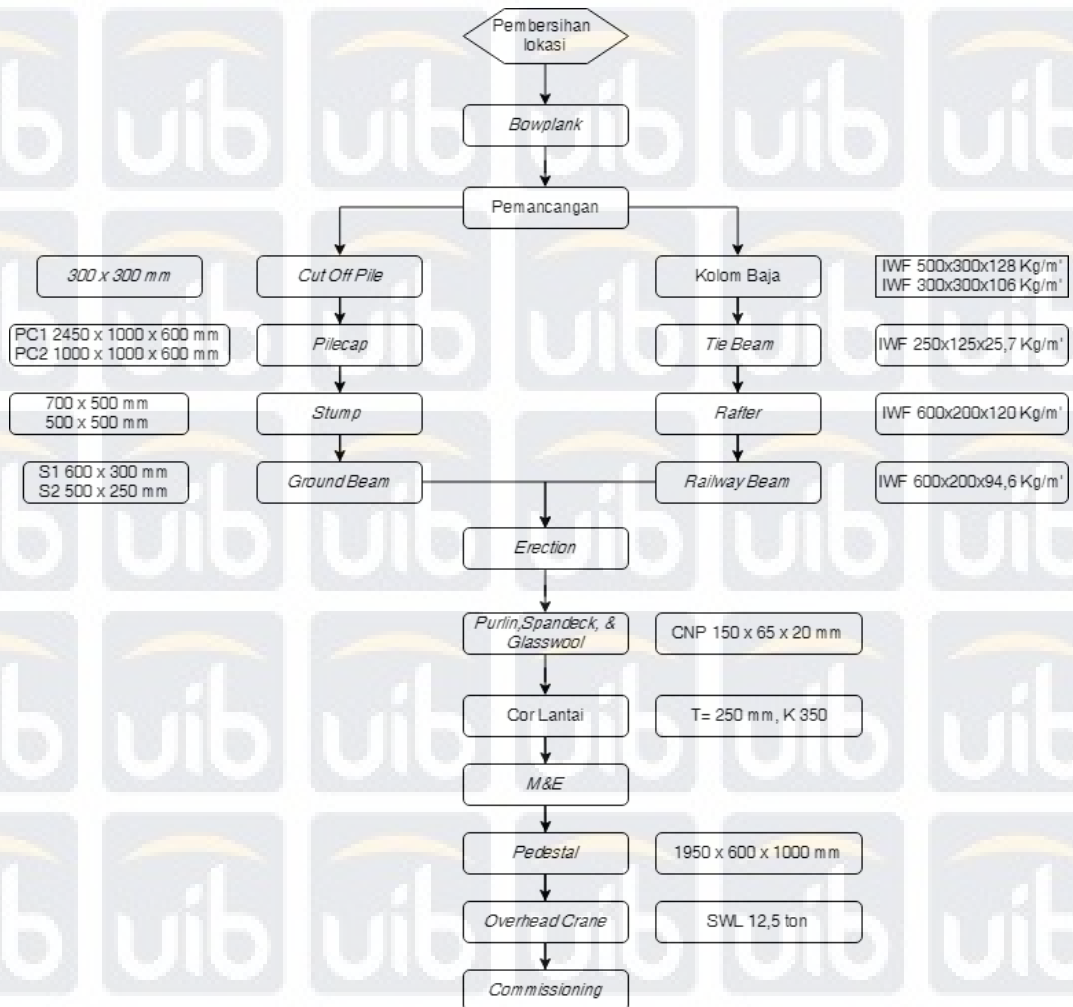 Pembersihan
lokasi
Bowplank
Pemancangan
300 x 300 mm
Cut Off Pile
Kolom Baja
IWF 500x300x128 Kg/m'
IWF 300x300x106 Kg/m'
PC1 2450 x 1000 x 600 mm
PC2 1000 x 1000 x 600 mm
Pilecap
Tie Beam
IWF 250x125x25,7 Kg/m'
700 x 500 mm
500 x 500 mm
Stump
Rafter
IWF 600x200x120 Kg/m'
S1 600 x 300 mm
S2 500 x 250 mm
Ground Beam
Railway Beam
IWF 600x200x94,6 Kg/m'
Erection
Purlin,Spandeck, &
Glasswool
CNP 150 x 65 x 20 mm
Cor Lantai
T= 250 mm, K 350
M&E
Pedestal
1950 x 600 x 1000 mm
Overhead Crane
SWL 12,5 ton
Commissioning
uib